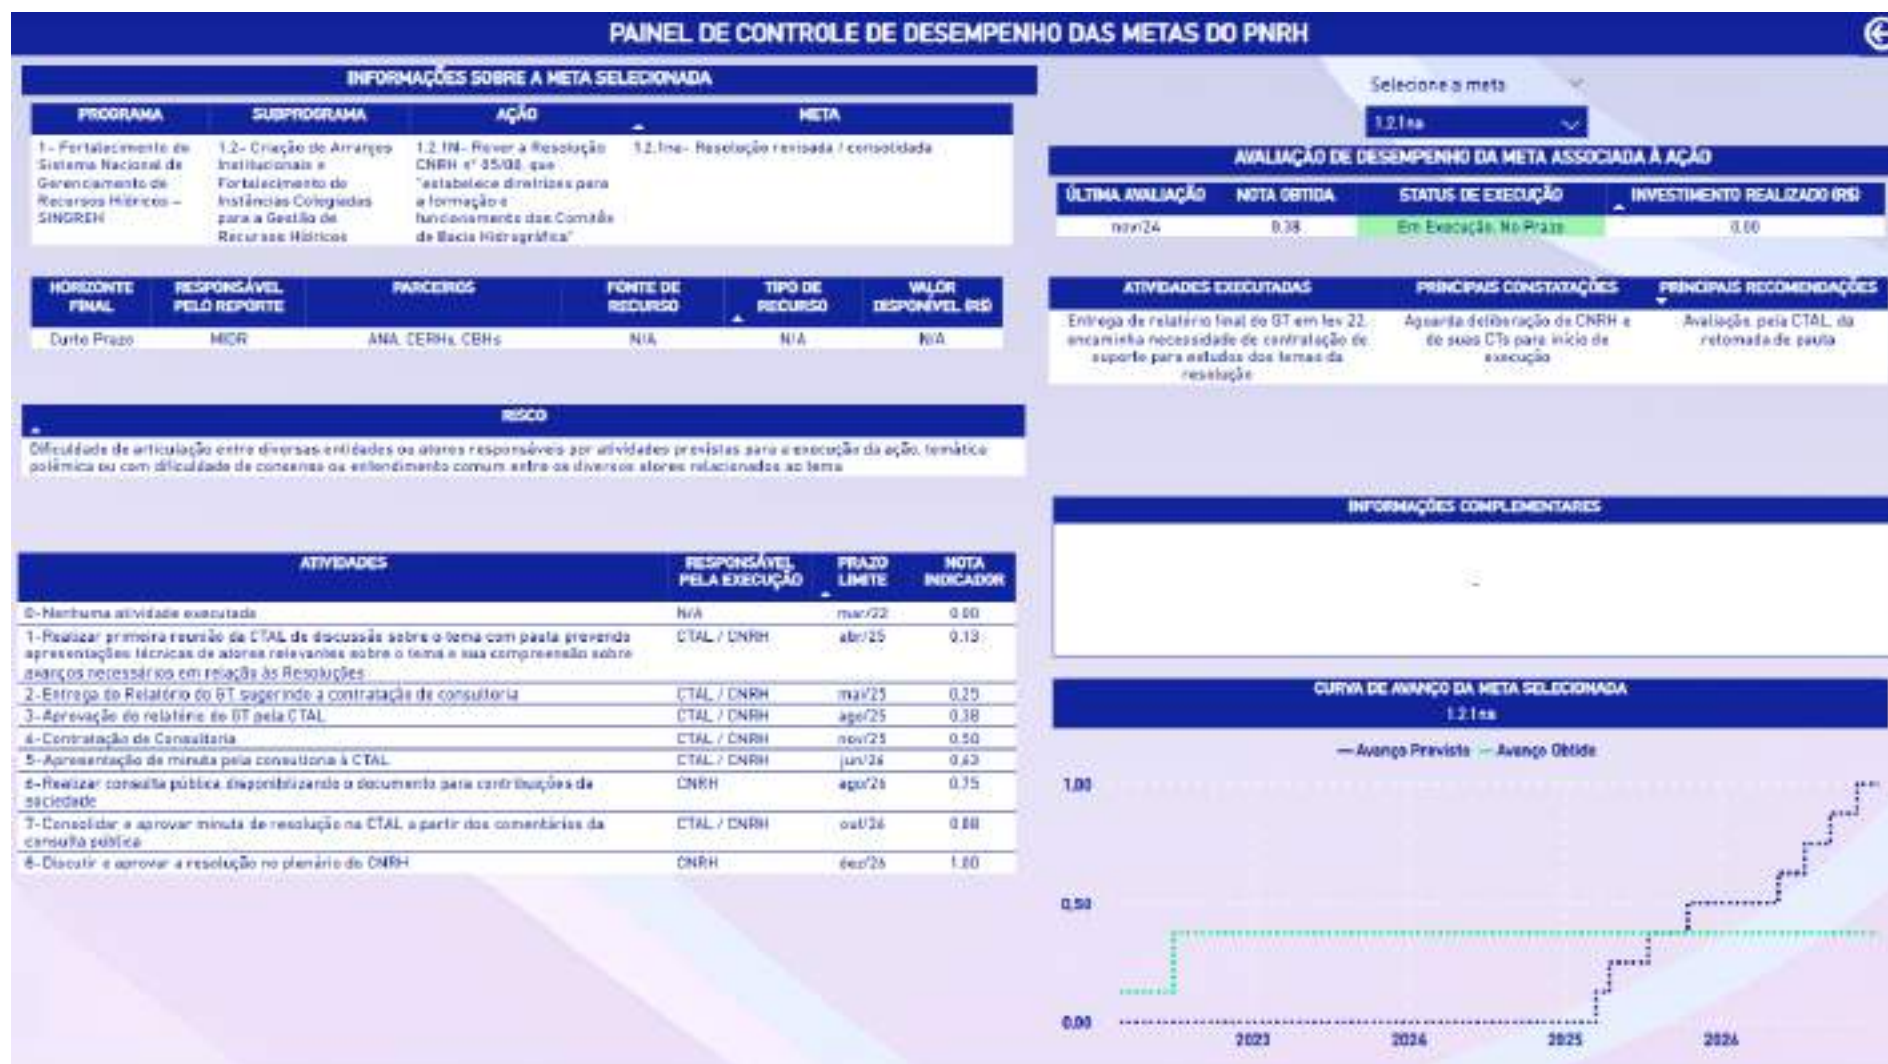 PAINEL DE CONTROLE DE DESEMPENHO DAS METAS DO PNRH
INFORMAÇÕES SOBRE A META SELECIONADA
PROGRAMA SUBPROGRAMA AÇÃO META
1- Fortalecimento do
Sistema Nacional de
Gerenciamento de
Recursos Hídricos –
SINGREH
1.2- Criação de Arranjos
Institucionais e
Fortalecimento de
Instâncias Colegiadas
para a Gestão de
Recursos Hídricos
1.2.1N- Rever a Resolução
CNRH nº 05/00, que
"estabelece diretrizes para
a formação e
funcionamento dos Comitês
de Bacia Hidrográfica"
1.2.1na- Resolução revisada / consolidada
HORIZONTE
FINAL
RESPONSÁVEL
PELO REPORTE
PARCEIROS
FONTE DE
RECURSO
TIPO DE
RECURSO
VALOR
DISPONÍVEL (R$)
Curto Prazo MIDR ANA, CERHs, CBHs N/A N/A N/A
RISCO
Dificuldade de articulação entre diversas entidades ou atores responsáveis por atividades previstas para a execução da ação, temática
polêmica ou com dificuldade de consenso ou entendimento comum entre os diversos atores relacionados ao tema
ATIVIDADES
RESPONSÁVEL
PELA EXECUÇÃO
PRAZO
LIMITE
NOTA
INDICADOR
0-Nenhuma atividade executada N/A mar/22 0.00
1-Realizar primeira reunião da CTAL de discussão sobre o tema com pauta prevendo
apresentações técnicas de atores relevantes sobre o tema e sua compreensão sobre
avanços necessários em relação às Resoluções
CTAL / CNRH abr/25 0,13
2-Entrega do Relatório do GT sugerindo a contratação de consultoria CTAL / CNRH mai/25 0,25
3-Aprovação do relatório do GT pela CTAL CTAL / CNRH ago/25 0,38
4-Contratação de Consultoria CTAL / CNRH nov/25 0,50
5-Apresentação de minuta pela consultoria à CTAL CTAL / CNRH jun/26 0,63
6-Realizar consulta pública disponibilizando o documento para contribuições da
sociedade
CNRH ago/26 0,75
7-Consolidar e aprovar minuta de resolução na CTAL a partir dos comentários da
consulta pública
CTAL / CNRH out/26 0.88
8-Discutir e aprovar a resolução no plenário do CNRH CNRH dez/26 1.00
Selecione a meta
1.2.1na
AVALIAÇÃO DE DESEMPENHO DA META ASSOCIADA À AÇÃO
ÚLTIMA AVALIAÇÃO NOTA OBTIDA STATUS DE EXECUÇÃO INVESTIMENTO REALIZADO (R$)
nov/24 0,38 Em Execução, No Prazo 0,00
ATIVIDADES EXECUTADAS PRINCIPAIS CONSTATAÇÕES PRINCIPAIS RECOMENDAÇÕES
Entrega de relatório final do GT em fev 22,
encaminha necessidade de contratação de
suporte para estudos dos temas da
resolução
Aguarda deliberação do CNRH e
de suas CTs para início de
execução
Avaliação, pela CTAL, da
retomada de pauta
INFORMAÇÕES COMPLEMENTARES
-
CURVA DE AVANÇO DA META SELECIONADA
1.2.1na
Avanço Previsto Avanço Obtido
1,00
0,50
0,00
2023 2024 2025 2026